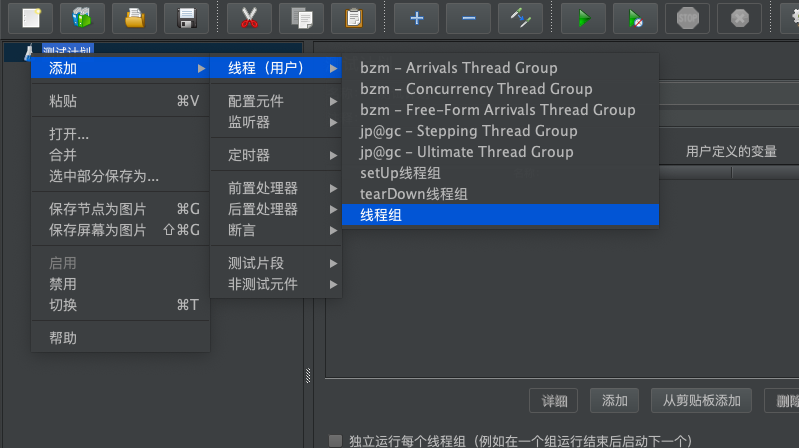 STOP
测试计划
添加
粘贴 ⌘V
打开...
合并
选中部分保存为...
保存节点为图片 ⌘G
保存屏幕为图片 ⇧⌘G
启用
禁用
切换 ⌘T
帮助
线程（用户）
配置元件
监听器
定时器
前置处理器
后置处理器
断言
测试片段
非测试元件
bzm - Arrivals Thread Group
bzm - Concurrency Thread Group
bzm - Free-Form Arrivals Thread Group
jp@gc - Stepping Thread Group
jp@gc - Ultimate Thread Group
setUp线程组
tearDown线程组
线程组
用户定义的变量
详细 添加 从剪贴板添加 删除
独立运行每个线程组（例如在一个组运行结束后启动下一个）